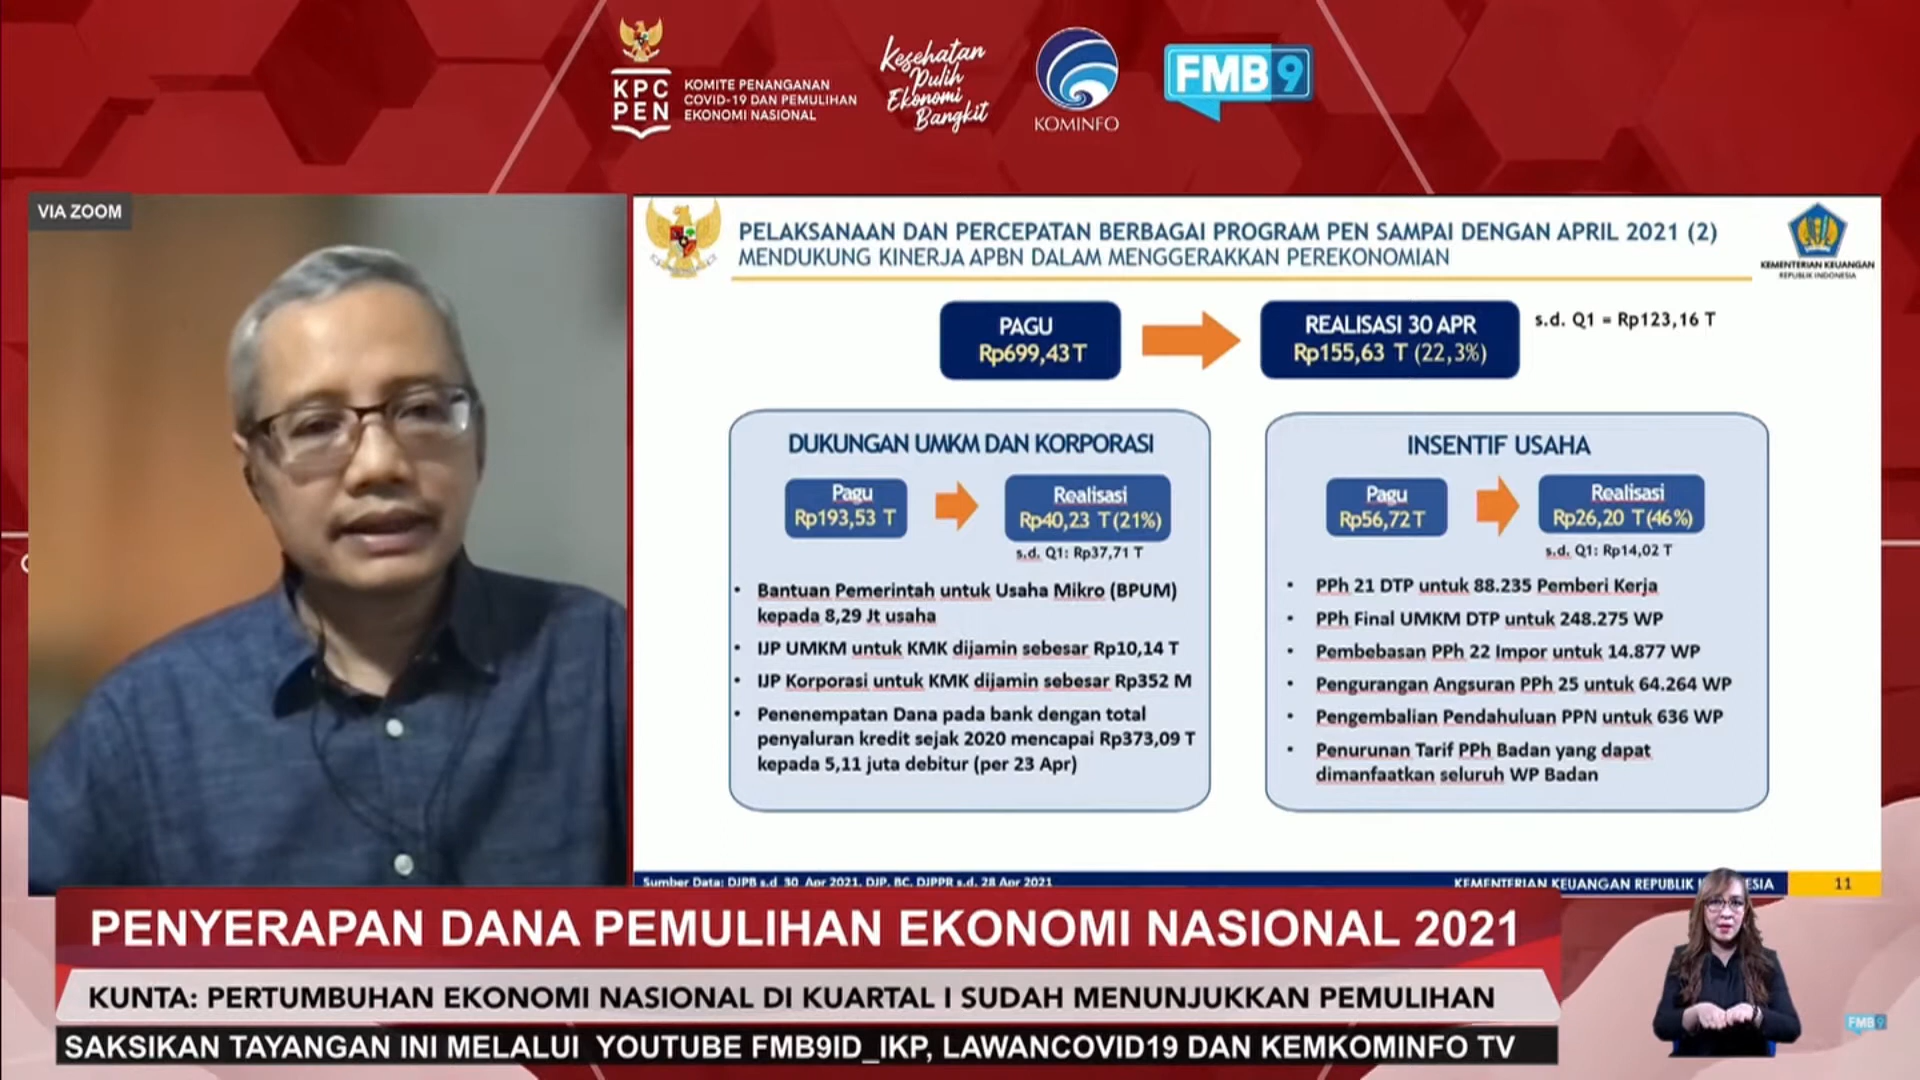 KPC
PEN
KOMITE PENANGANAN
COVID-19 DAN PEMULIHAN
EKONOMI NASIONAL
Kesehatan
Pulih
Ekonomi
Bangkit
KOMINFO
FMB9
VIA ZOOM
PELAKSANAAN DAN PERCEPATAN BERBAGAI PROGRAM PEN SAMPAI DENGAN APRIL 2021 (2)
MENDUKUNG KINERJA APBN DALAM MENGGERAKKAN PEREKONOMIAN
KEMENTERIAN KEUANGAN
REPUBLIK INDONESIA
PAGU
Rp699,43 T
REALISASI 30 APR
Rp155,63 T (22,3%)
s.d. Q1 = Rp123,16 T
DUKUNGAN UMKM DAN KORPORASI
Pagu
Rp193,53 T
Realisasi
Rp40,23 T (21%)
s.d. Q1: Rp37,71 T
• Bantuan Pemerintah untuk Usaha Mikro (BPUM)
kepada 8,29 Jt usaha
• IJP UMKM untuk KMK dijamin sebesar Rp10,14 T
• IJP Korporasi untuk KMK dijamin sebesar Rp352 M
• Penenempatan Dana pada bank dengan total
penyaluran kredit sejak 2020 mencapai Rp373,09 T
kepada 5,11 juta debitur (per 23 Apr)
INSENTIF USAHA
Pagu
Rp56,72 T
Realisasi
Rp26,20 T (46%)
s.d. Q1: Rp14,02 T
• PPh 21 DTP untuk 88.235 Pemberi Kerja
• PPh Final UMKM DTP untuk 248.275 WP
• Pembebasan PPh 22 Impor untuk 14.877 WP
• Pengurangan Angsuran PPh 25 untuk 64.264 WP
• Pengembalian Pendahuluan PPN untuk 636 WP
• Penurunan Tarif PPh Badan yang dapat
dimanfaatkan seluruh WP Badan
Sumber Data: DJPB s.d 30 Apr 2021, DJP, BC, DJPPR s.d. 28 Apr 2021
KEMENTERIAN KEUANGAN REPUBLIK
11
PENYERAPAN DANA PEMULIHAN EKONOMI NASIONAL 2021
KUNTA: PERTUMBUHAN EKONOMI NASIONAL DI KUARTAL I SUDAH MENUNJUKKAN PEMULIHAN
SAKSIKAN TAYANGAN INI MELALUI YOUTUBE FMB9ID_IKP, LAWANCOVID19 DAN KEMKOMINFO TV
FMB9